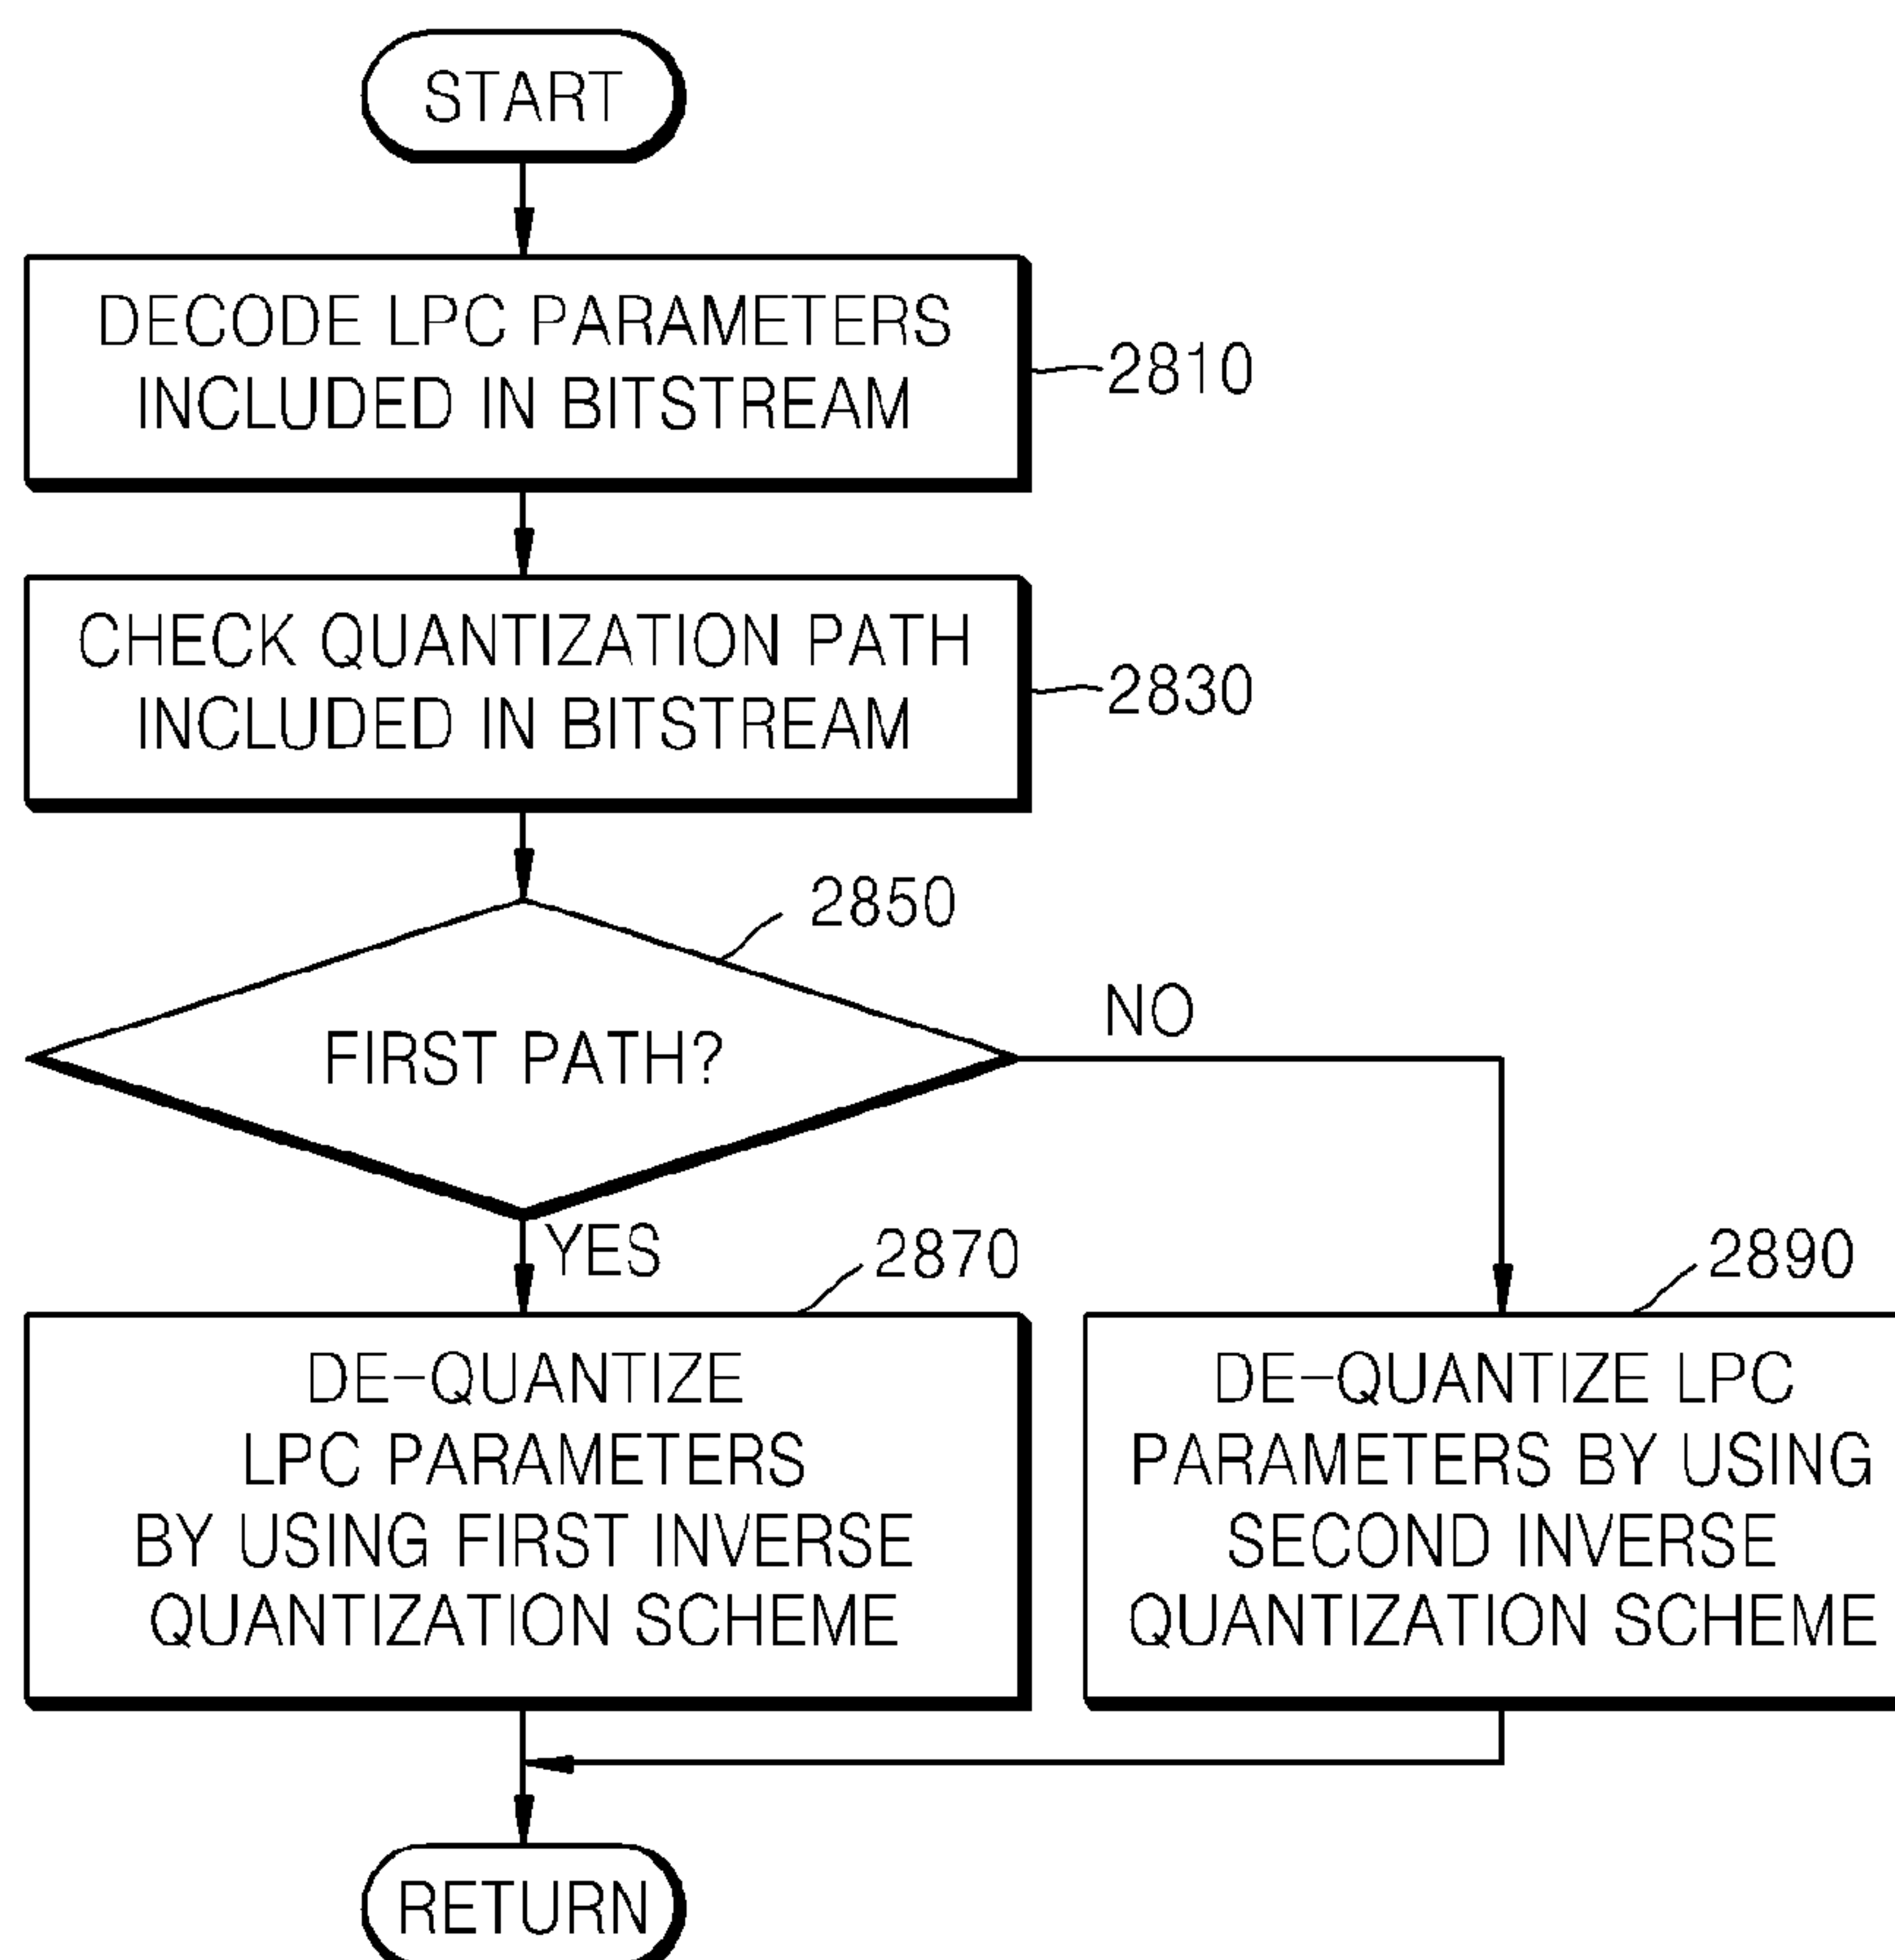 START
DECODE LPC PARAMETERS
INCLUDED IN BITSTREAM
2810
CHECK QUANTIZATION PATH
INCLUDED IN BITSTREAM
2830
2850
FIRST PATH?
NO
YES
2870
DE-QUANTIZE
LPC PARAMETERS
BY USING FIRST INVERSE
QUANTIZATION SCHEME
2890
DE-QUANTIZE LPC
PARAMETERS BY USING
SECOND INVERSE
QUANTIZATION SCHEME
RETURN